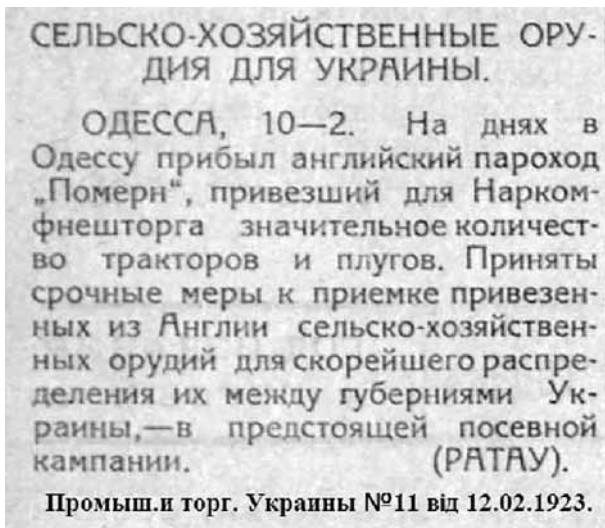 СЕЛЬСКО-ХОЗЯЙСТВЕННЫЕ ОРУ-
ДИЯ ДЛЯ УКРАИНЫ.
ОДЕССА, 10—2. На днях в
Одессу прибыл английский пароход
„Померн“, привезший для Нарком-
фнешторга значительное количест-
во тракторов и плугов. Приняты
срочные меры к приемке привезен-
ных из Англии сельско-хозяйствен-
ных орудий для скорейшего распре-
деления их между губерниями Ук-
раины,—в предстоящей посевной
кампании. (РАТАУ).
Промыш.и торг. Украины №11 від 12.02.1923.